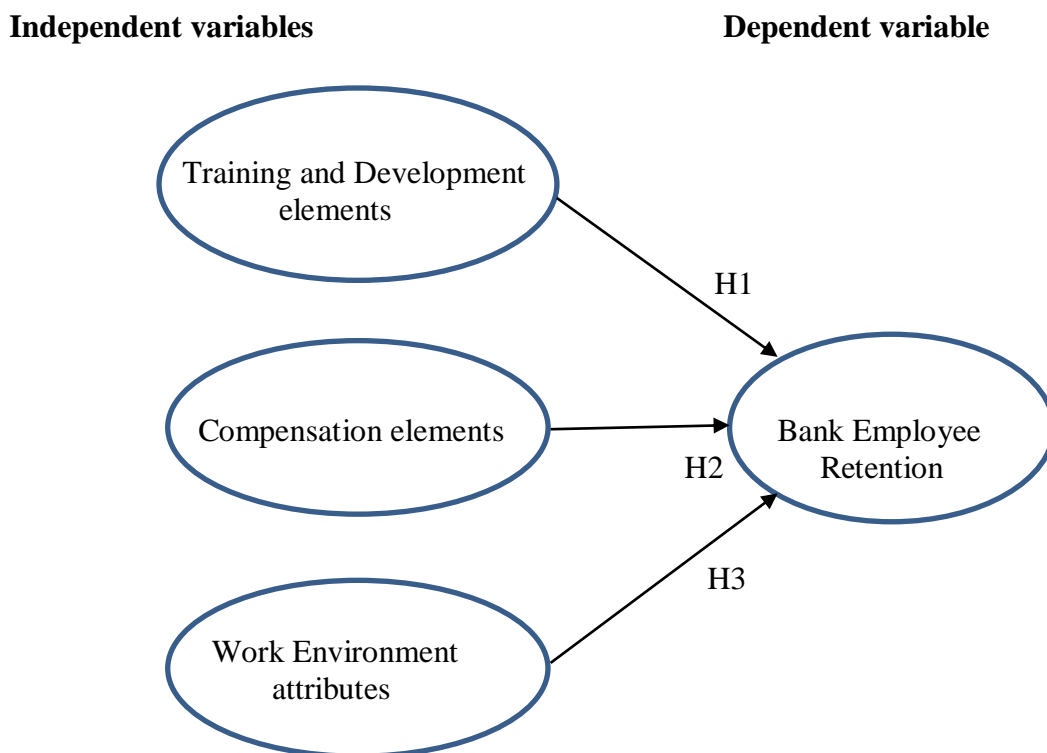 Independent variables
Dependent variable
Training and Development
elements
H1
Compensation elements
H2
Bank Employee
Retention
H3
Work Environment
attributes